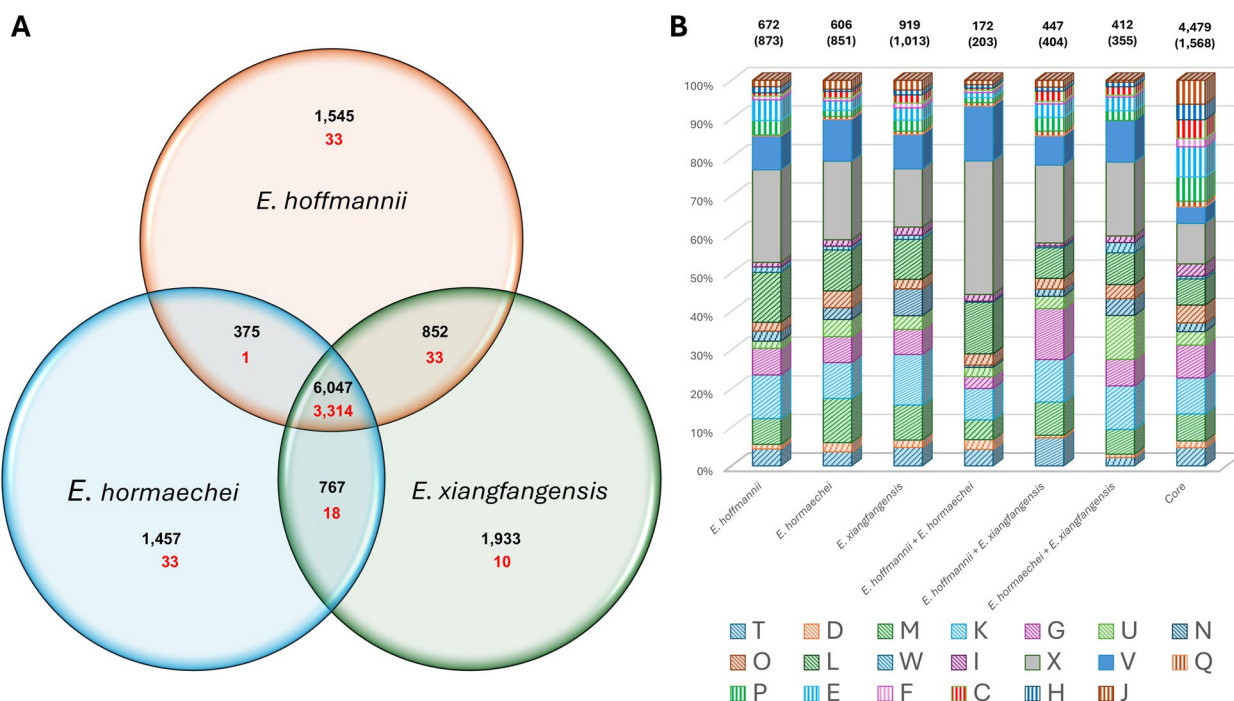 A
1,545
33
E. hoffmannii
375
1
852
33
6,047
3,314
E. hormaechei
E. xiangfangensis
767
18
1,457
33
1,933
10
B
672 606 919 172 447 412 4,479
(873) (851) (1,013) (203) (404) (355) (1,568)
100%
90%
80%
70%
60%
50%
40%
30%
20%
10%
0%
E. hoffmannii
E. hormaechei
E. xiangfangensis
E. hoffmannii + E. hormaechei
E. hoffmannii + E. xiangfangensis
E. hormaechei + E. xiangfangensis
Core
T D M K G U N
O L W I X V Q
P E F C H J